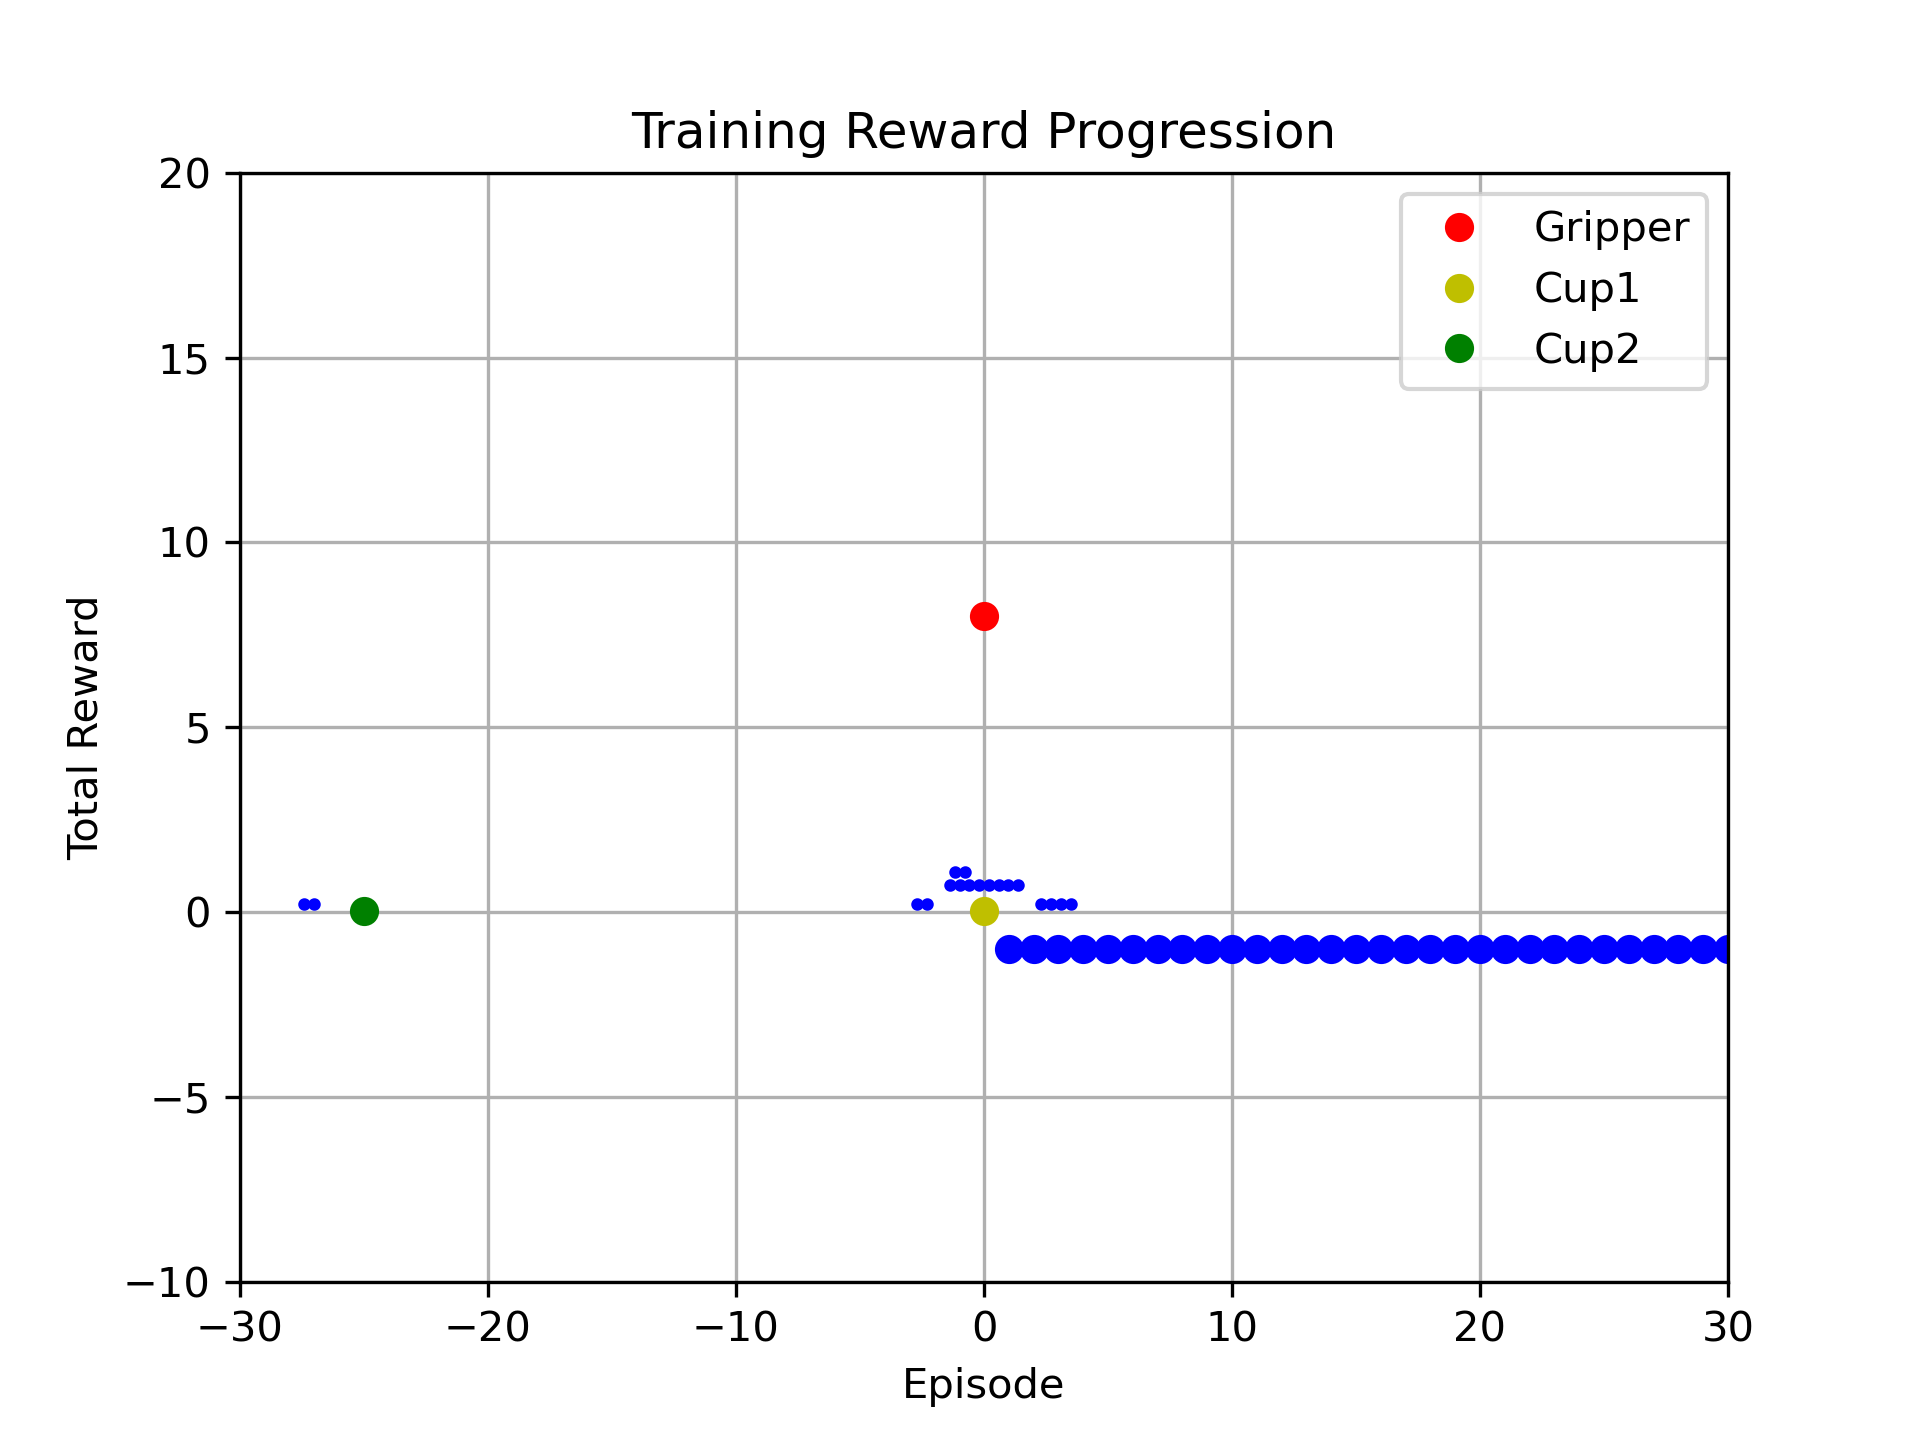 Training Reward Progression
20
15
10
5
0
−5
−10
Total Reward
Gripper
Cup1
Cup2
−30 −20 −10 0 10 20 30
Episode